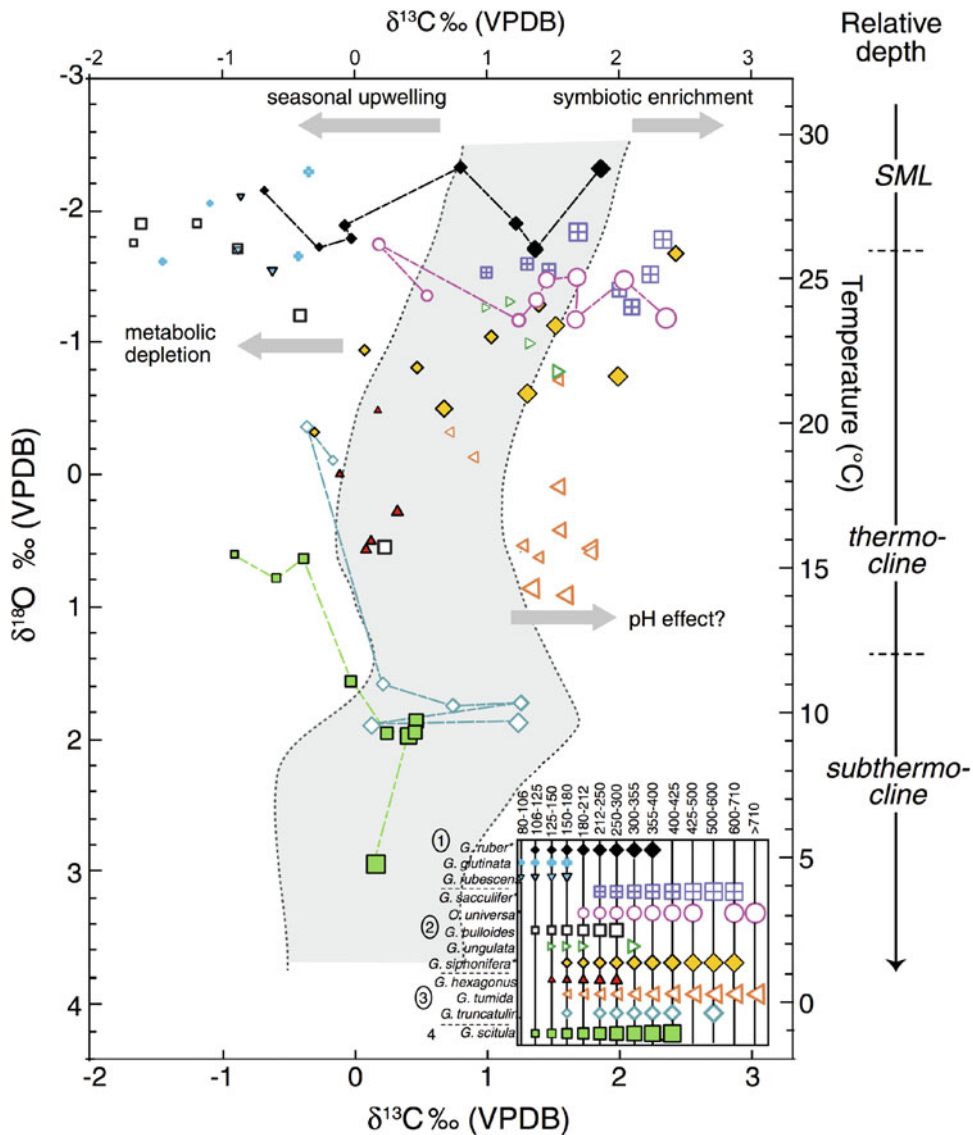 δ¹³C ‰ (VPDB)
Relative
depth
-2 -1 0 1 2 3
-3
-2
-1
0
1
2
3
4
δ¹⁸O ‰ (VPDB)
seasonal upwelling
symbiotic enrichment
metabolic
depletion
pH effect?
30
25
20
15
10
5
0
Temperature (°C)
SML
thermo-
cline
subthermo-
cline
80-106
106-125
125-150
150-180
180-212
212-250
250-300
300-355
355-400
400-425
425-500
500-600
600-710
>710
1
G. ruber*
G. glutinata
G. rubescens
G. sacculifer*
O. universa
2
G. bulloides
G. ungulata
G. siphonifera*
G. hexagonus
3
G. tumida
G. truncatulin
4 G. scitula
-2 -1 0 1 2 3
δ¹³C ‰ (VPDB)